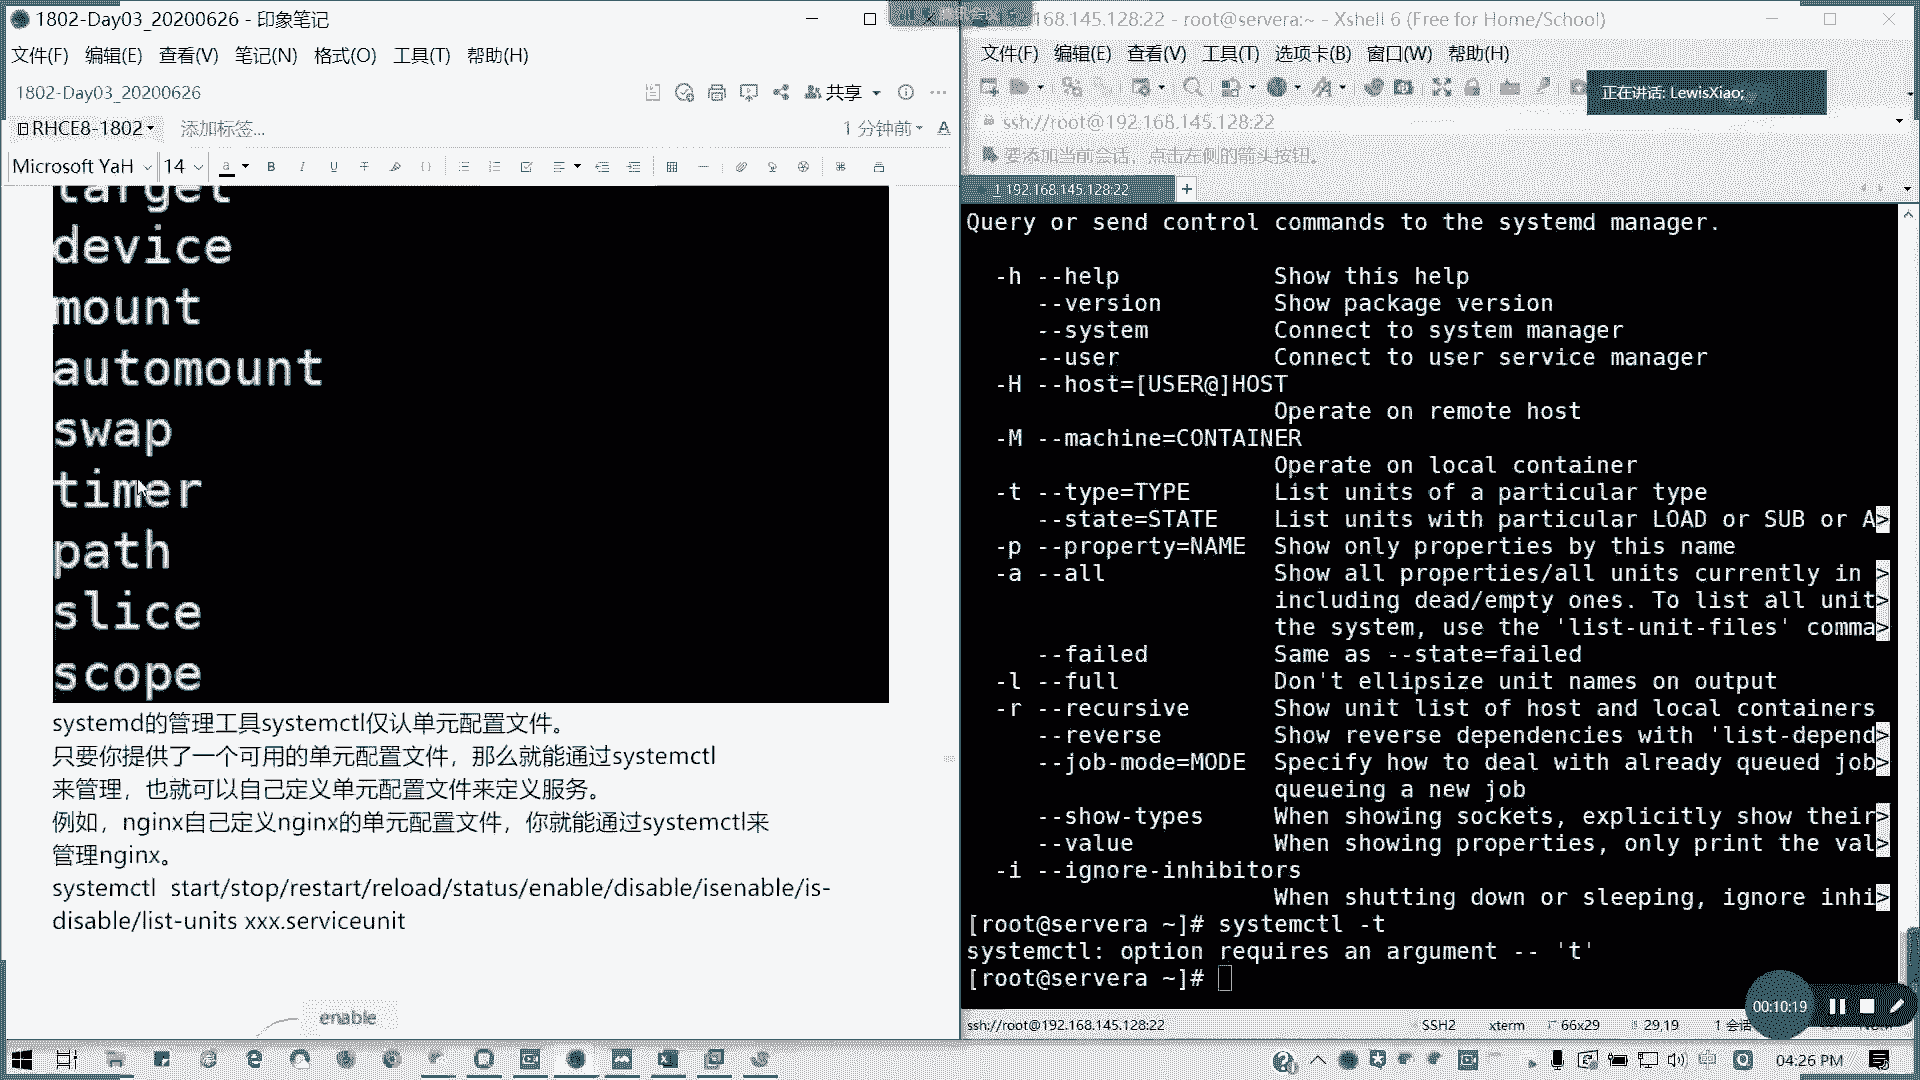 1802-Day03_20200626 - 印象笔记
文件(F) 编辑(E) 查看(V) 笔记(N) 格式(O) 工具(T) 帮助(H)
1802-Day03_20200626
共享
RHCE8-1802
添加标签...
1 分钟前
Microsoft YaH
14
target
device
mount
automount
swap
timer
path
slice
scope
systemd的管理工具systemctl仅认单元配置文件。
只要你提供了一个可用的单元配置文件，那么就能通过systemctl
来管理，也就可以自己定义单元配置文件来定义服务。
例如，nginx自己定义nginx的单元配置文件，你就能通过systemctl来
管理nginx。
systemctl  start/stop/restart/reload/status/enable/disable/isenable/is-
disable/list-units xxx.serviceunit
enable
168.145.128:22 - root@servera:~ - Xshell 6 (Free for Home/School)
文件(F) 编辑(E) 查看(V) 工具(T) 选项卡(B) 窗口(W) 帮助(H)
正在讲话: LewisXiao;
ssh://root@192.168.145.128:22
要添加当前会话，点击左侧的箭头按钮。
1 192.168.145.128:22
Query or send control commands to the systemd manager.
-h --help Show this help
--version Show package version
--system Connect to system manager
--user Connect to user service manager
-H --host=[USER@]HOST
Operate on remote host
-M --machine=CONTAINER
Operate on local container
-t --type=TYPE List units of a particular type
--state=STATE List units with particular LOAD or SUB or A>
-p --property=NAME Show only properties by this name
-a --all Show all properties/all units currently in >
including dead/empty ones. To list all unit>
the system, use the 'list-unit-files' comma>
--failed Same as --state=failed
-l --full Don't ellipsize unit names on output
-r --recursive Show unit list of host and local containers
--reverse Show reverse dependencies with 'list-depend>
--job-mode=MODE Specify how to deal with already queued job>
queueing a new job
--show-types When showing sockets, explicitly show their>
--value When showing properties, only print the val>
-i --ignore-inhibitors
When shutting down or sleeping, ignore inhi>
[root@servera ~]# systemctl -t
systemctl: option requires an argument -- 't'
[root@servera ~]#
00:10:19
ssh://root@192.168.145.128:22
SSH2
xterm
66x29
29,19
1 会话
04:26 PM